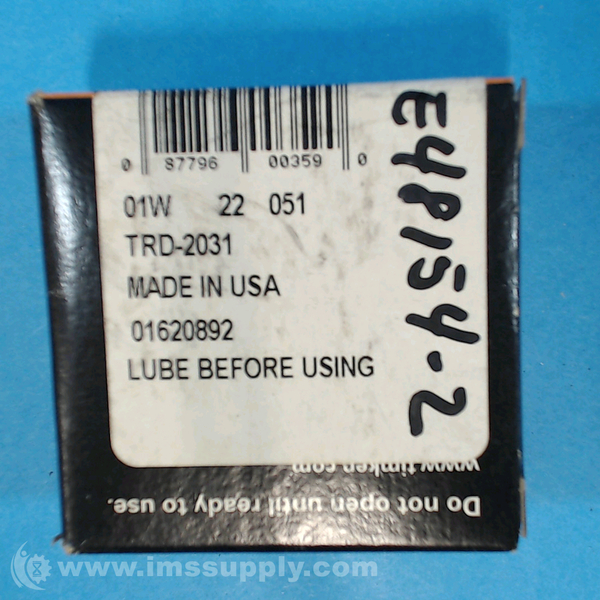 0 87796 00359 0
01W 22 051
TRD-2031
MADE IN USA
01620892
LUBE BEFORE USING
E48154-2
www.timken.com
Do not open until ready to use.
www.imssupply.com